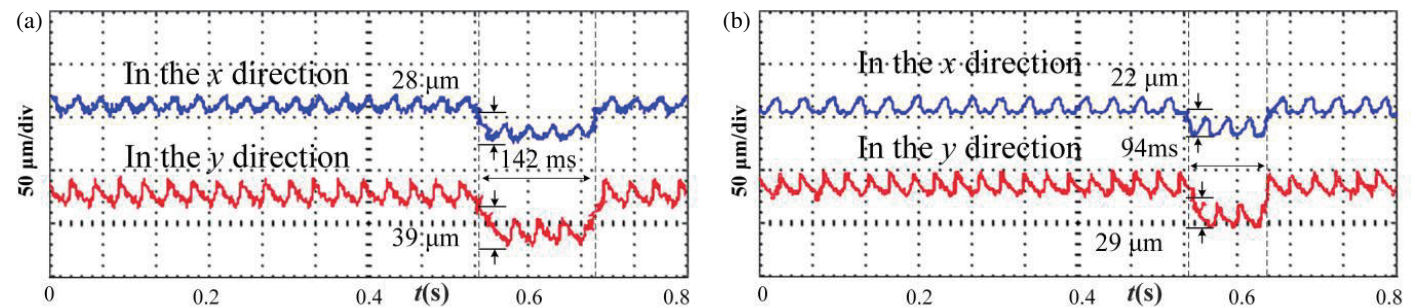 (a)
50 μm/div
In the x direction
28 μm
In the y direction
142 ms
39 μm
0
0.2
0.4
t(s)
0.6
0.8
(b)
50 μm/div
In the x direction
22 μm
In the y direction
94ms
29 μm
0
0.2
0.4
t(s)
0.6
0.8